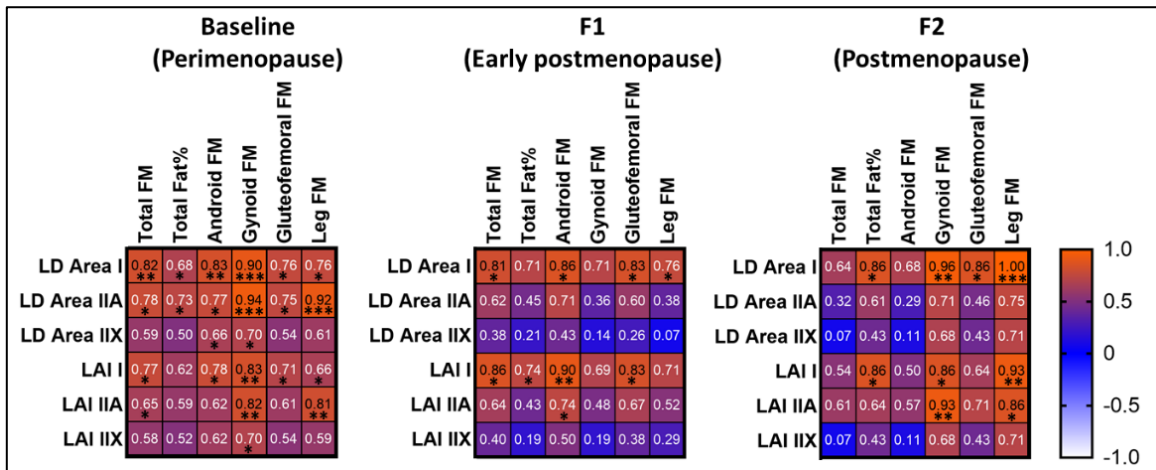 Baseline
(Perimenopause)
F1
(Early postmenopause)
F2
(Postmenopause)
Total FM
Total Fat%
Android FM
Gynoid FM
Gluteofemoral FM
Leg FM
LD Area I 0.82 ** 0.68 * 0.83 ** 0.90 *** 0.76 * 0.76 *
LD Area IIA 0.78 * 0.73 * 0.77 * 0.94 *** 0.75 * 0.92 ***
LD Area IIX 0.59 0.50 0.66 * 0.70 * 0.54 0.61
LAI I 0.77 * 0.62 0.78 * 0.83 ** 0.71 * 0.66 *
LAI IIA 0.65 * 0.59 0.62 0.82 ** 0.61 0.81 **
LAI IIX 0.58 0.52 0.62 0.70 * 0.54 0.59
Total FM
Total Fat%
Android FM
Gynoid FM
Gluteofemoral FM
Leg FM
LD Area I 0.81 * 0.71 0.86 * 0.71 0.83 * 0.76 *
LD Area IIA 0.62 0.45 0.71 0.36 0.60 0.38
LD Area IIX 0.38 0.21 0.43 0.14 0.26 0.07
LAI I 0.86 * 0.74 * 0.90 ** 0.69 0.83 * 0.71
LAI IIA 0.64 0.43 0.74 * 0.48 0.67 0.52
LAI IIX 0.40 0.19 0.50 0.19 0.38 0.29
Total FM
Total Fat%
Android FM
Gynoid FM
Gluteofemoral FM
Leg FM
LD Area I 0.64 0.86 * 0.68 0.96 ** 0.86 * 1.00 ***
LD Area IIA 0.32 0.61 0.29 0.71 0.46 0.75
LD Area IIX 0.07 0.43 0.11 0.68 0.43 0.71
LAI I 0.54 0.86 * 0.50 0.86 * 0.64 0.93 **
LAI IIA 0.61 0.64 0.57 0.93 ** 0.71 0.86 *
LAI IIX 0.07 0.43 0.11 0.68 0.43 0.71
1.0
0.5
0
-0.5
-1.0